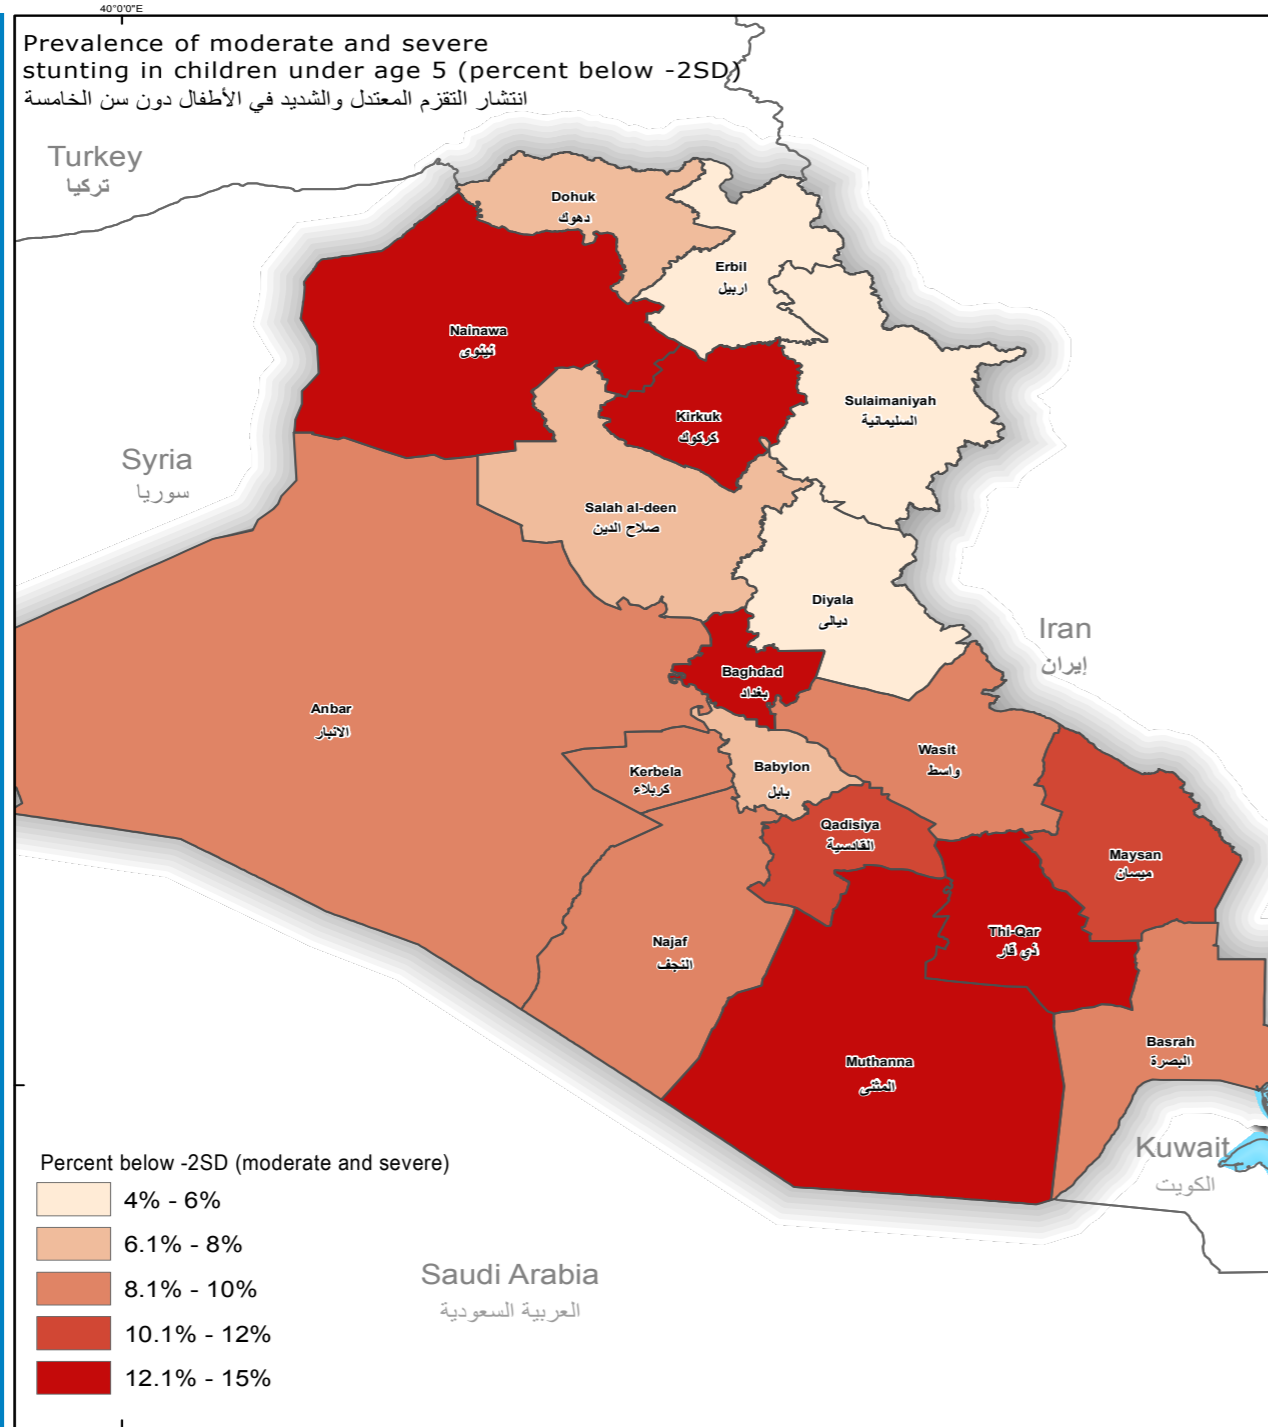 40°0'0"E
Prevalence of moderate and severe
stunting in children under age 5 (percent below -2SD)
انتشار التقزم المعتدل والشديد في الأطفال دون سن الخامسة
Turkey
تركيا
Dohuk
دهوك
Erbil
اربيل
Nainawa
نينوى
Kirkuk
كركوك
Sulaimaniyah
السليمانية
Syria
سوريا
Salah al-deen
صلاح الدين
Diyala
ديالى
Iran
إيران
Baghdad
بغداد
Anbar
الانبار
Wasit
واسط
Kerbela
كربلاء
Babylon
بابل
Qadisiya
القادسية
Maysan
ميسان
Najaf
النجف
Thi-Qar
ذي قار
Muthanna
المثنى
Basrah
البصرة
Kuwait
الكويت
Saudi Arabia
العربية السعودية
Percent below -2SD (moderate and severe)
4% - 6%
6.1% - 8%
8.1% - 10%
10.1% - 12%
12.1% - 15%